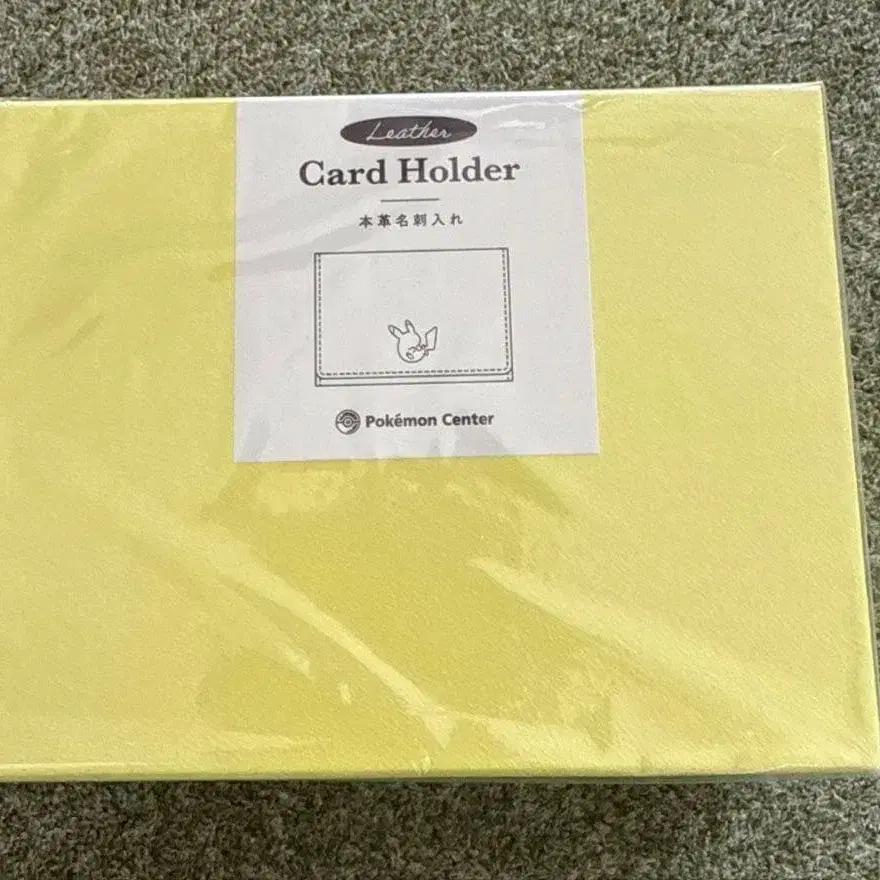 Leather
Card Holder
本革名刺入れ
Pokémon Center